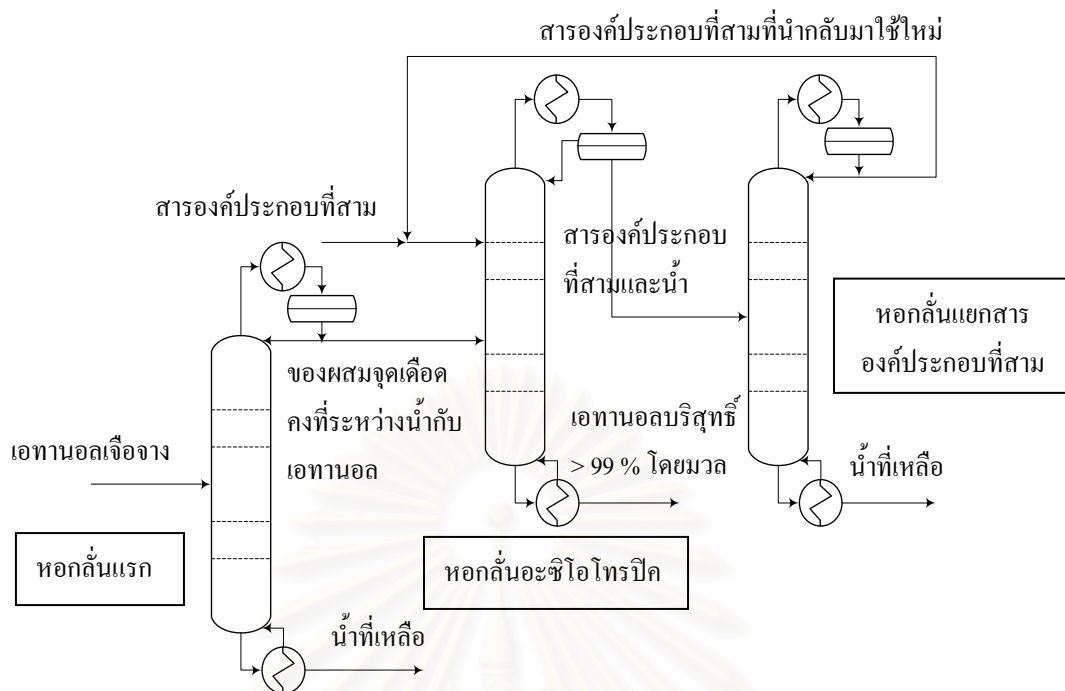 สารองค์ประกอบที่สามที่นำกลับมาใช้ใหม่
สารองค์ประกอบที่สาม
สารองค์ประกอบ
ที่สามและน้ำ
หอกลั่นแยกสาร
องค์ประกอบที่สาม
ของผสมจุดเดือด
คงที่ระหว่างน้ำกับ
เอทานอล
เอทานอลเจือจาง
เอทานอลบริสุทธิ์
> 99 % โดยมวล
น้ำที่เหลือ
หอกลั่นแรก
หอกลั่นอะซิโอโทรปิค
น้ำที่เหลือ